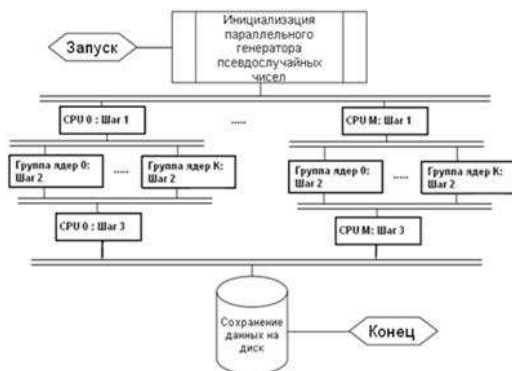 Запуск
Инициализация
параллельного
генератора
псевдослучайных
чисел
CPU 0 : Шаг 1
.....
CPU M: Шаг 1
Группа ядер 0:
Шаг 2
.....
Группа ядер K:
Шаг 2
Группа ядер 0:
Шаг 2
.....
Группа ядер K:
Шаг 2
CPU 0 : Шаг 3
CPU M: Шаг 3
Сохранение
данных на
диск
Конец